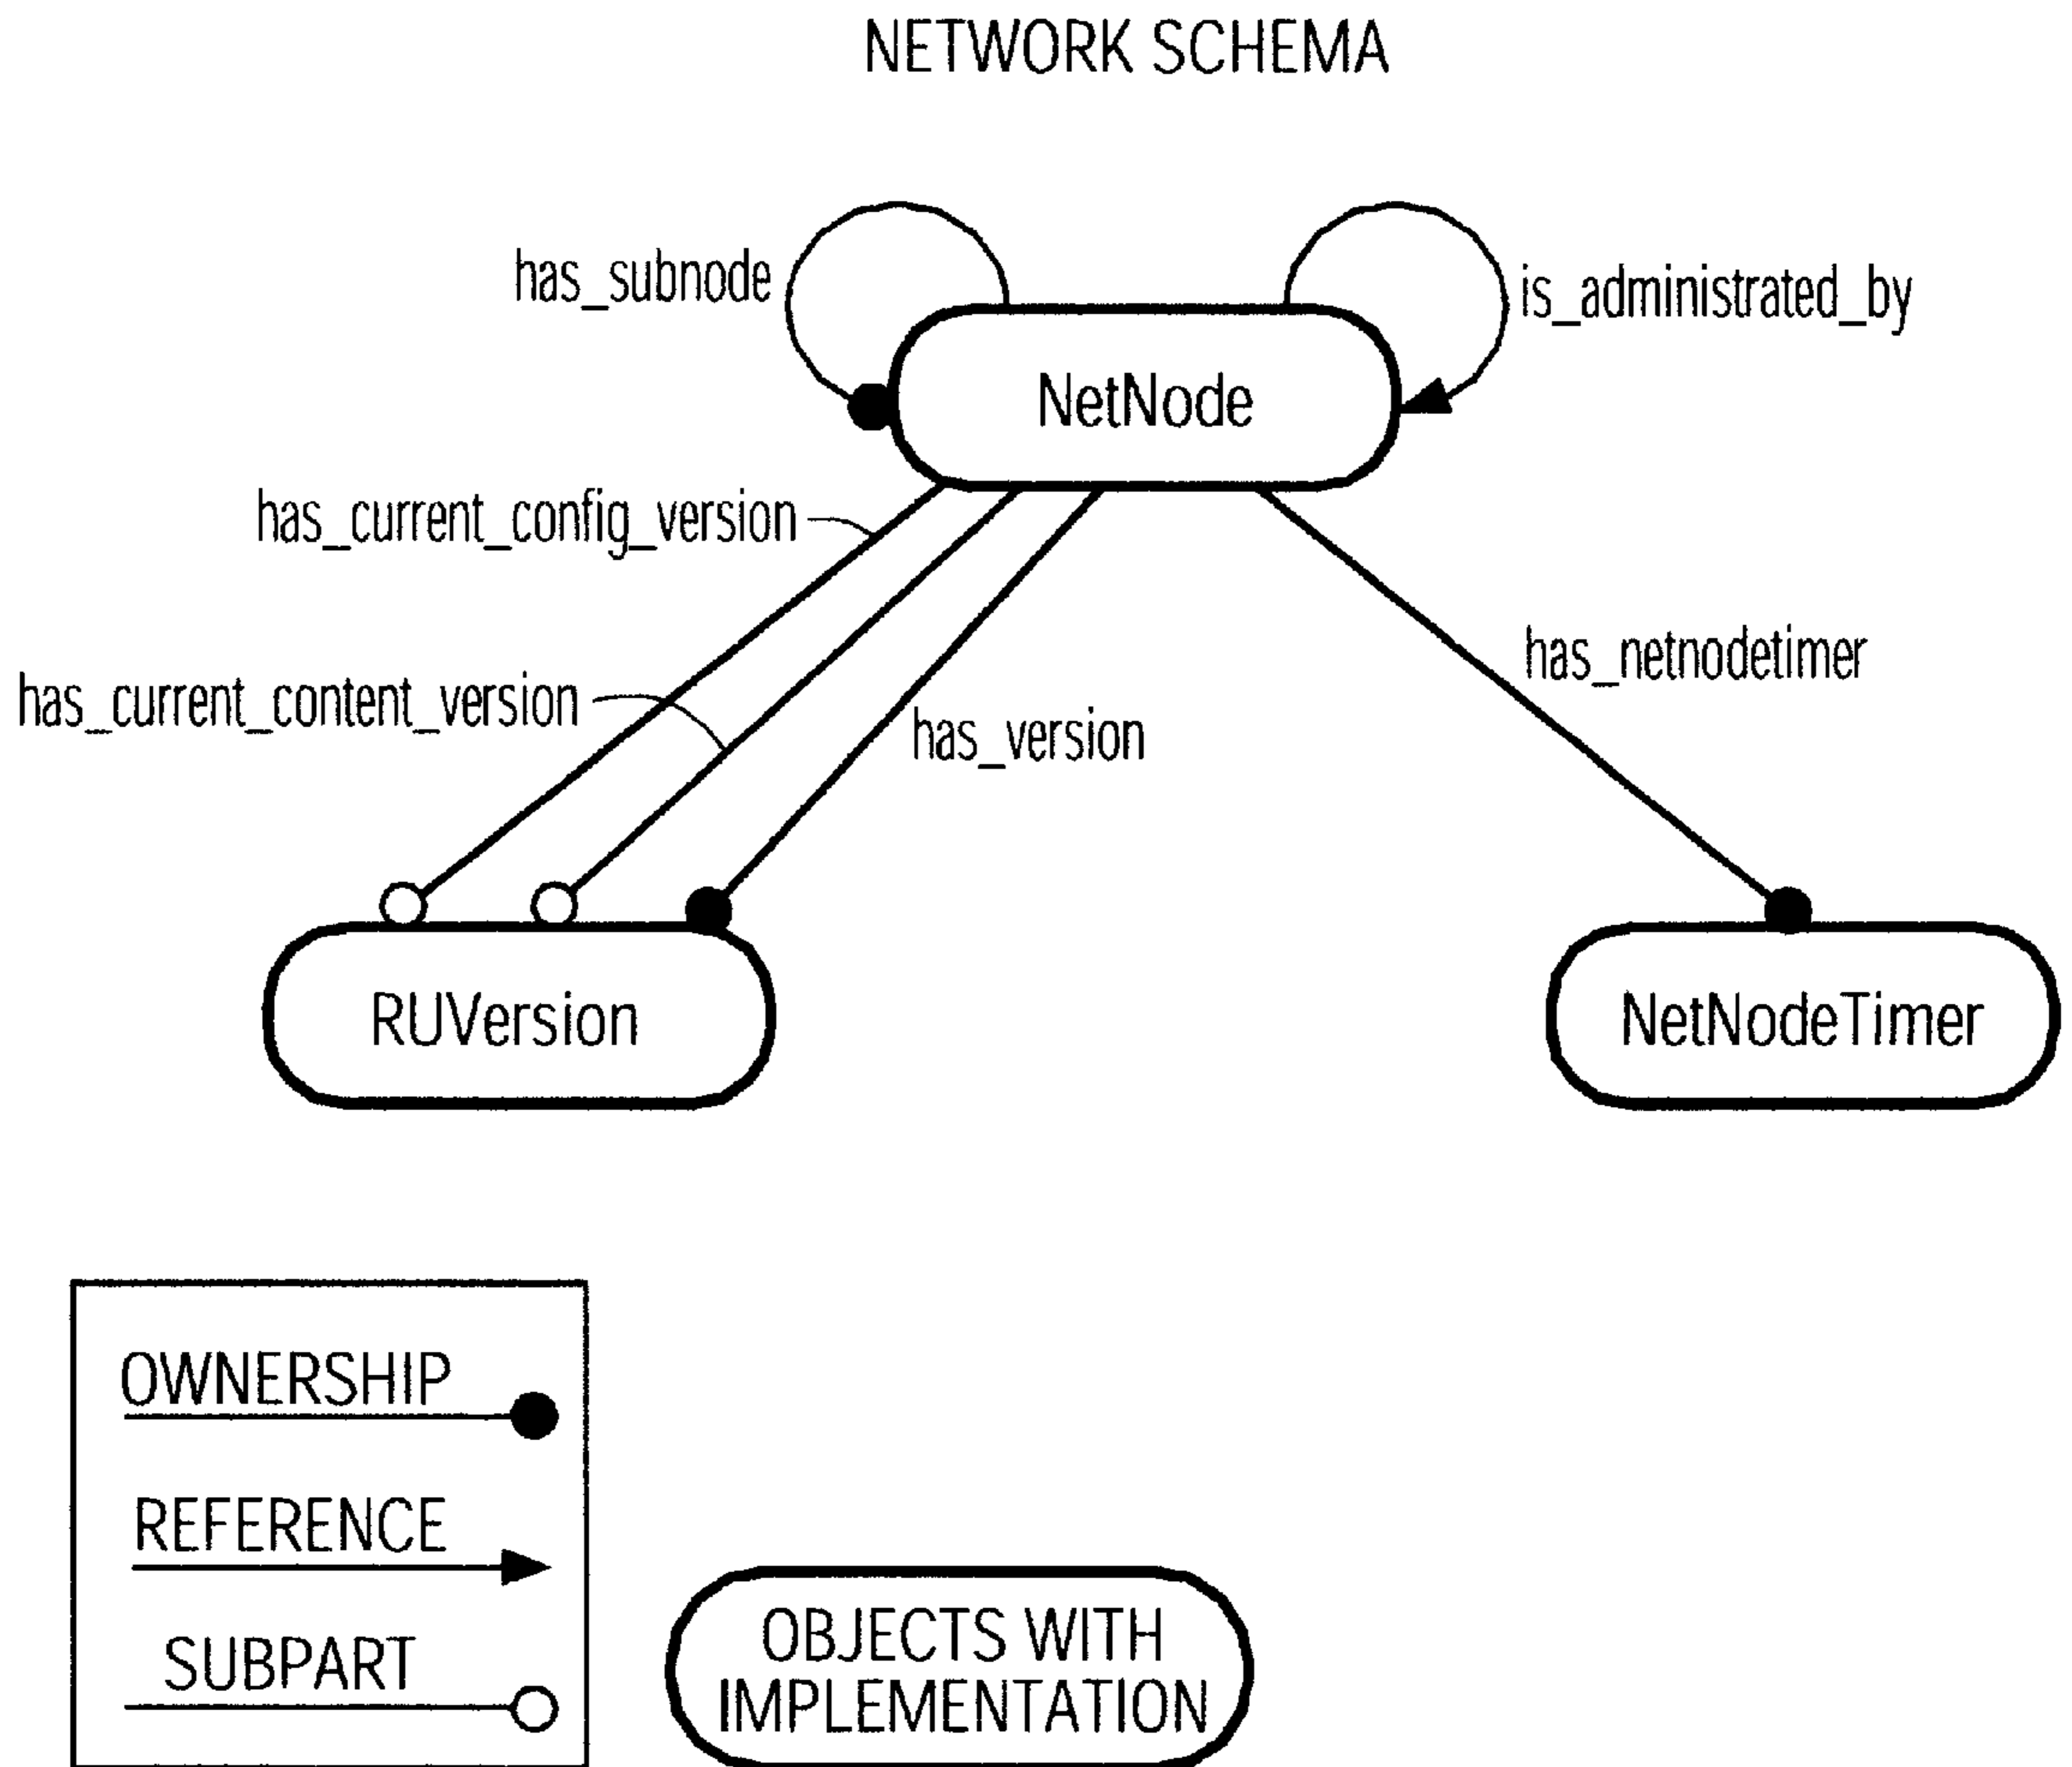 NETWORK SCHEMA
has_subnode
is_administrated_by
NetNode
has_current_config_version
has_netnodetimer
has_current_content_version
has_version
RUVersion
NetNodeTimer
OWNERSHIP
REFERENCE
SUBPART
OBJECTS WITH
IMPLEMENTATION